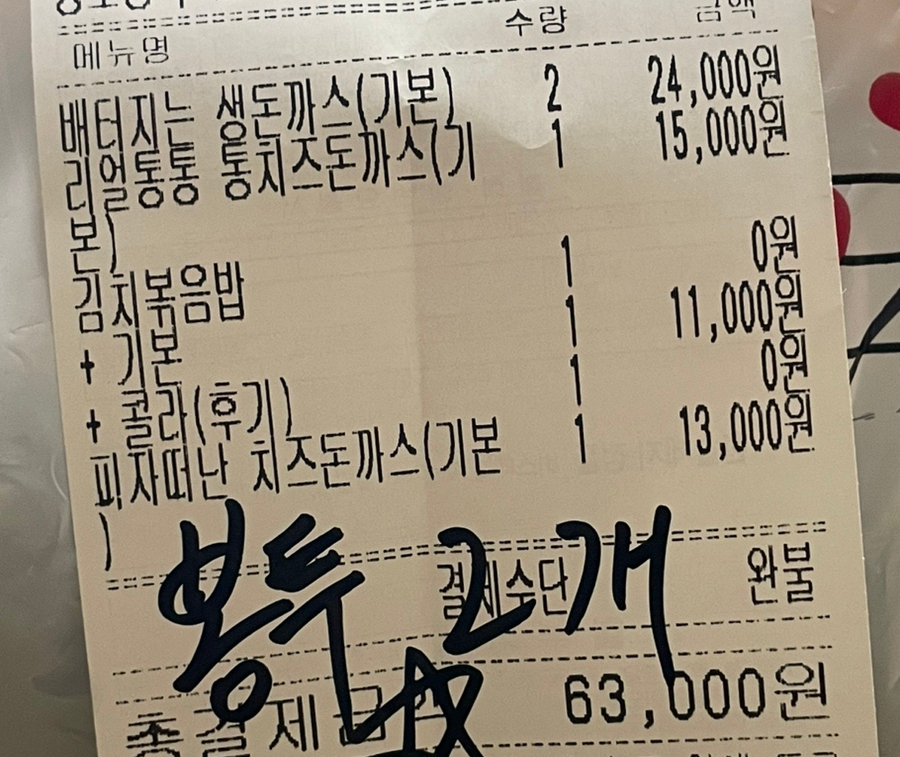 메뉴명 수량 금액
배터지는 생돈까스(기본) 2 24,000원
리얼통통 통치즈돈까스(기 1 15,000원
본)
김치볶음밥 1 0원
+ 기본 1 11,000원
+ 콜라(후기) 1 0원
피자떠난 치즈돈까스(기본 1 13,000원
)
봉투 2개
결제수단 완불
총결제금액 63,000원